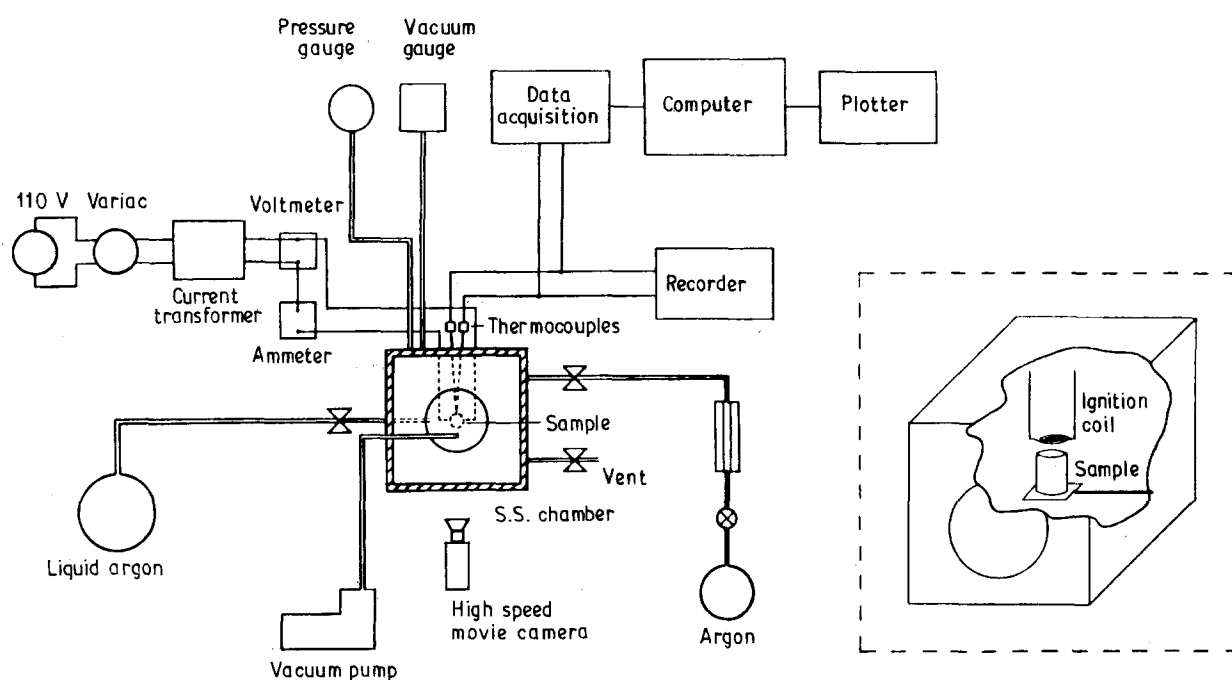 Pressure
gauge
Vacuum
gauge
Data
acquisition
Computer
Plotter
110 V
Variac
Voltmeter
Current
transformer
Ammeter
Thermocouples
Recorder
Sample
Vent
S.S. chamber
Liquid argon
High speed
movie camera
Vacuum pump
Argon
Ignition
coil
Sample